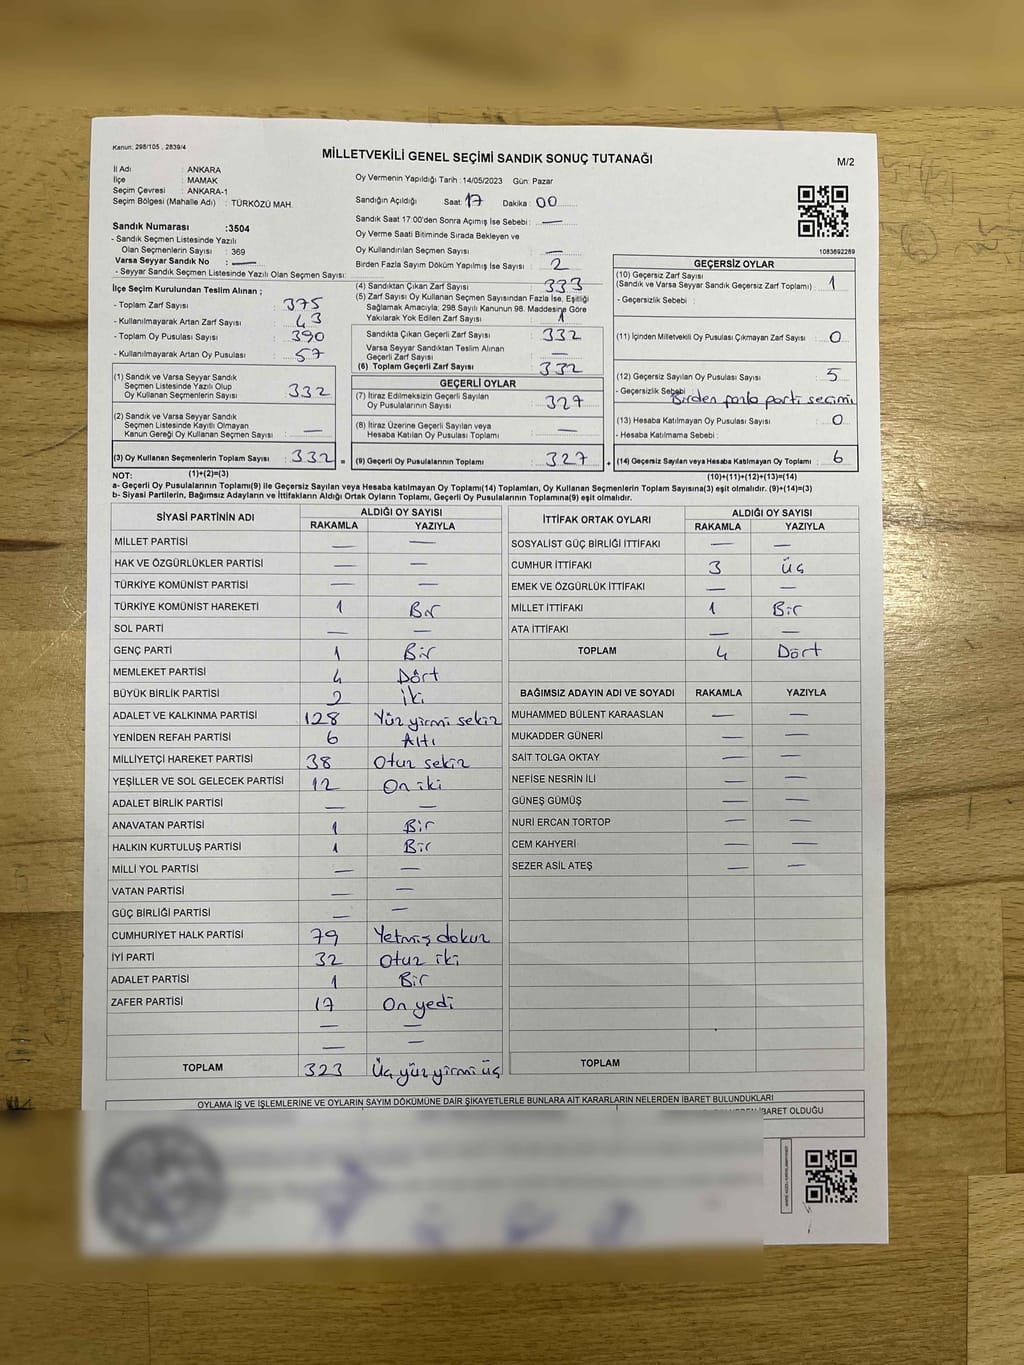 Kanun: 298/105 , 2839/4
MİLLETVEKİLİ GENEL SEÇİMİ SANDIK SONUÇ TUTANAĞI
M/2
İl Adı : ANKARA
İlçe : MAMAK
Seçim Çevresi : ANKARA-1
Seçim Bölgesi (Mahalle Adı) : TÜRKÖZÜ MAH.
Oy Vermenin Yapıldığı Tarih :14/05/2023 Gün: Pazar
Sandığın Açıldığı Saat: 17 Dakika : 00
Sandık Saat 17:00'den Sonra Açımış İse Sebebi : —
Oy Verme Saati Bitiminde Sırada Bekleyen ve
Oy Kullandırılan Seçmen Sayısı : —
Birden Fazla Sayım Döküm Yapılmış İse Sayısı : 2
1083692289
Sandık Numarası :3504
- Sandık Seçmen Listesinde Yazılı
Olan Seçmenlerin Sayısı : 369
Varsa Seyyar Sandık No : —
- Seyyar Sandık Seçmen Listesinde Yazılı Olan Seçmen Sayısı:
İlçe Seçim Kurulundan Teslim Alınan ;
- Toplam Zarf Sayısı : 375
- Kullanılmayarak Artan Zarf Sayısı : 43
- Toplam Oy Pusulası Sayısı : 390
- Kullanılmayarak Artan Oy Pusulası : 57
(1) Sandık ve Varsa Seyyar Sandık
Seçmen Listesinde Yazılı Olup
Oy Kullanan Seçmenlerin Sayısı : 332
(2) Sandık ve Varsa Seyyar Sandık
Seçmen Listesinde Kayıtlı Olmayan
Kanun Gereği Oy Kullanan Seçmen Sayısı : —
(3) Oy Kullanan Seçmenlerin Toplam Sayısı : 332 =
(4) Sandıktan Çıkan Zarf Sayısı : 333
(5) Zarf Sayısı Oy Kullanan Seçmen Sayısından Fazla İse, Eşitliği
Sağlamak Amacıyla; 298 Sayılı Kanunun 98. Maddesine Göre
Yakılarak Yok Edilen Zarf Sayısı : 1
Sandıkta Çıkan Geçerli Zarf Sayısı : 332
Varsa Seyyar Sandıktan Teslim Alınan
Geçerli Zarf Sayısı : —
(6) Toplam Geçerli Zarf Sayısı : 332
GEÇERLİ OYLAR
(7) İtiraz Edilmeksizin Geçerli Sayılan
Oy Pusulalarının Sayısı : 327
(8) İtiraz Üzerine Geçerli Sayılan veya
Hesaba Katılan Oy Pusulası Toplamı : —
(9) Geçerli Oy Pusulalarının Toplamı : 327 +
GEÇERSİZ OYLAR
(10) Geçersiz Zarf Sayısı
(Sandık ve Varsa Seyyar Sandık Geçersiz Zarf Toplamı) : 1
- Geçersizlik Sebebi :
(11) İçinden Milletvekili Oy Pusulası Çıkmayan Zarf Sayısı : 0
(12) Geçersiz Sayılan Oy Pusulası Sayısı : 5
- Geçersizlik Sebebi: Birden fazla parti seçimi
(13) Hesaba Katılmayan Oy Pusulası Sayısı : 0
- Hesaba Katılmama Sebebi :
(14) Geçersiz Sayılan veya Hesaba Katılmayan Oy Toplamı : 6
NOT: (1)+(2)=(3) (10)+(11)+(12)+(13)=(14)
a- Geçerli Oy Pusulalarının Toplamı(9) ile Geçersiz Sayılan veya Hesaba katılmayan Oy Toplamı(14) Toplamları, Oy Kullanan Seçmenlerin Toplam Sayısına(3) eşit olmalıdır. (9)+(14)=(3)
b- Siyasi Partilerin, Bağımsız Adayların ve İttifakların Aldığı Ortak Oyların Toplamı, Geçerli Oy Pusulalarının Toplamına(9) eşit olmalıdır.
SİYASİ PARTİNİN ADI ALDIĞI OY SAYISI
RAKAMLA YAZIYLA
MİLLET PARTİSİ — —
HAK VE ÖZGÜRLÜKLER PARTİSİ — —
TÜRKİYE KOMÜNİST PARTİSİ — —
TÜRKİYE KOMÜNİST HAREKETİ 1 Bir
SOL PARTİ — —
GENÇ PARTİ 1 Bir
MEMLEKET PARTİSİ 4 Dört
BÜYÜK BİRLİK PARTİSİ 2 iki
ADALET VE KALKINMA PARTİSİ 128 Yüz yirmi sekiz
YENİDEN REFAH PARTİSİ 6 Altı
MİLLİYETÇİ HAREKET PARTİSİ 38 Otuz sekiz
YEŞİLLER VE SOL GELECEK PARTİSİ 12 On iki
ADALET BİRLİK PARTİSİ — —
ANAVATAN PARTİSİ 1 Bir
HALKIN KURTULUŞ PARTİSİ 1 Bir
MİLLİ YOL PARTİSİ — —
VATAN PARTİSİ — —
GÜÇ BİRLİĞİ PARTİSİ — —
CUMHURİYET HALK PARTİSİ 79 Yetmiş dokuz
İYİ PARTİ 32 Otuz iki
ADALET PARTİSİ 1 Bir
ZAFER PARTİSİ 17 On yedi
— —
— —
TOPLAM 323 Üç yüz yirmi üç
İTTİFAK ORTAK OYLARI ALDIĞI OY SAYISI
RAKAMLA YAZIYLA
SOSYALİST GÜÇ BİRLİĞİ İTTİFAKI — —
CUMHUR İTTİFAKI 3 Üç
EMEK VE ÖZGÜRLÜK İTTİFAKI — —
MİLLET İTTİFAKI 1 Bir
ATA İTTİFAKI — —
TOPLAM 4 Dört
BAĞIMSIZ ADAYIN ADI VE SOYADI RAKAMLA YAZIYLA
MUHAMMED BÜLENT KARAASLAN — —
MUKADDER GÜNERİ — —
SAİT TOLGA OKTAY — —
NEFİSE NESRİN İLİ — —
GÜNEŞ GÜMÜŞ — —
NURİ ERCAN TORTOP — —
CEM KAHYERİ — —
SEZER ASİL ATEŞ — —
TOPLAM
OYLAMA İŞ VE İŞLEMLERİNE VE OYLARIN SAYIM DÖKÜMÜNE DAİR ŞİKAYETLERLE BUNLARA AİT KARARLARIN NELERDEN İBARET BULUNDUKLARI
İBARET OLDUĞU